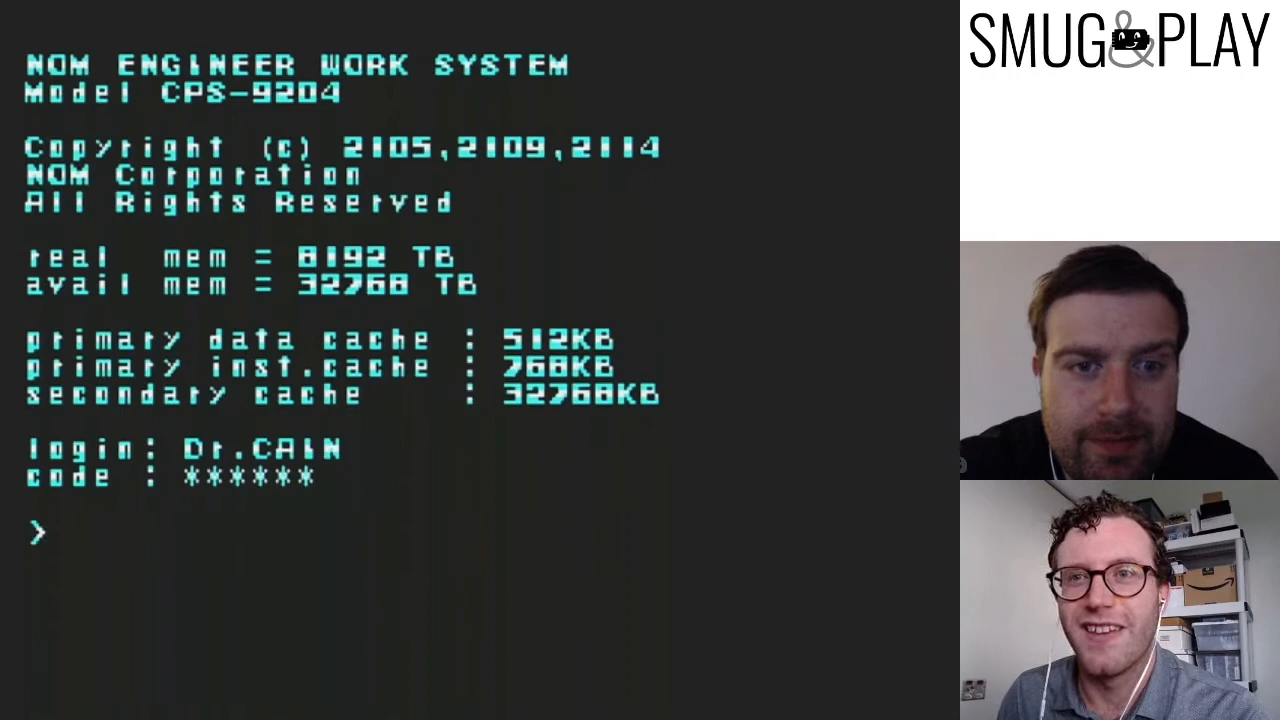 NOM ENGINEER WORK SYSTEM
Model CPS-9204
Copyright (c) 2105,2109,2114
NOM Corporation
All Rights Reserved
real mem = 8192 TB
avail mem = 32768 TB
primary data cache : 512KB
primary inst.cache : 768KB
secondary cache : 32768KB
login: Dr.CAIN
code : ******
>
SMUG&PLAY